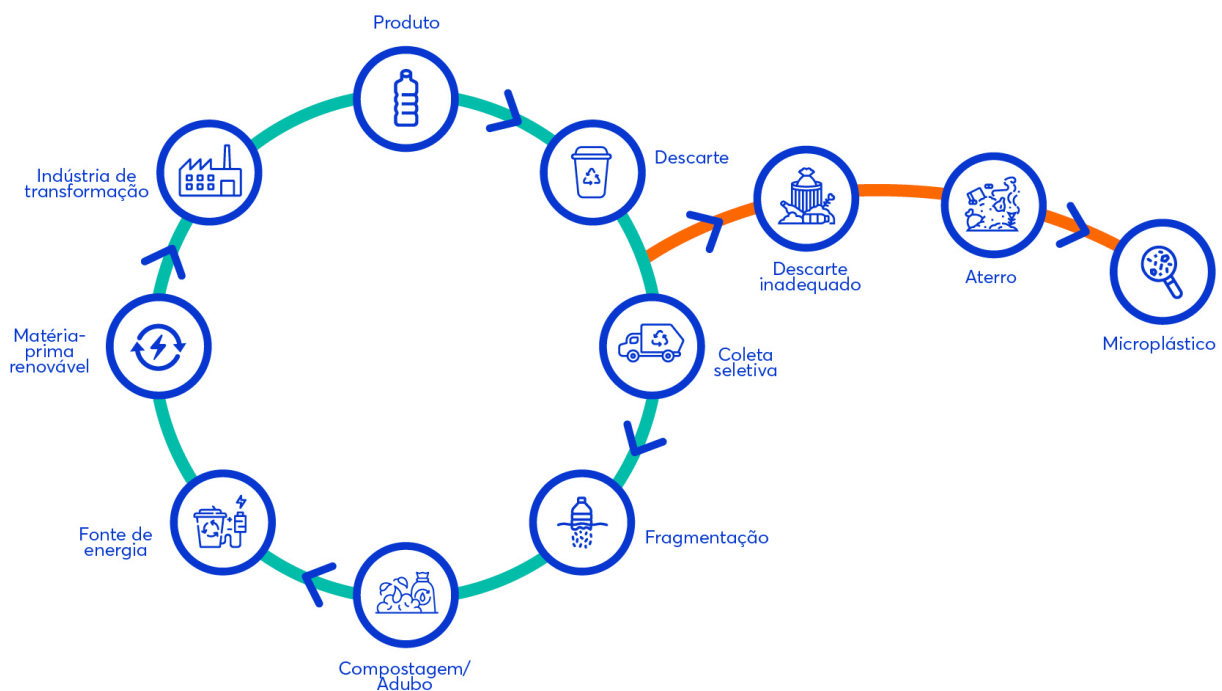 Produto
Descarte
Indústria de
transformação
Descarte
inadequado
Aterro
Microplástico
Matéria-
prima
renovável
Coleta
seletiva
Fonte de
energia
Fragmentação
Compostagem/
Adubo